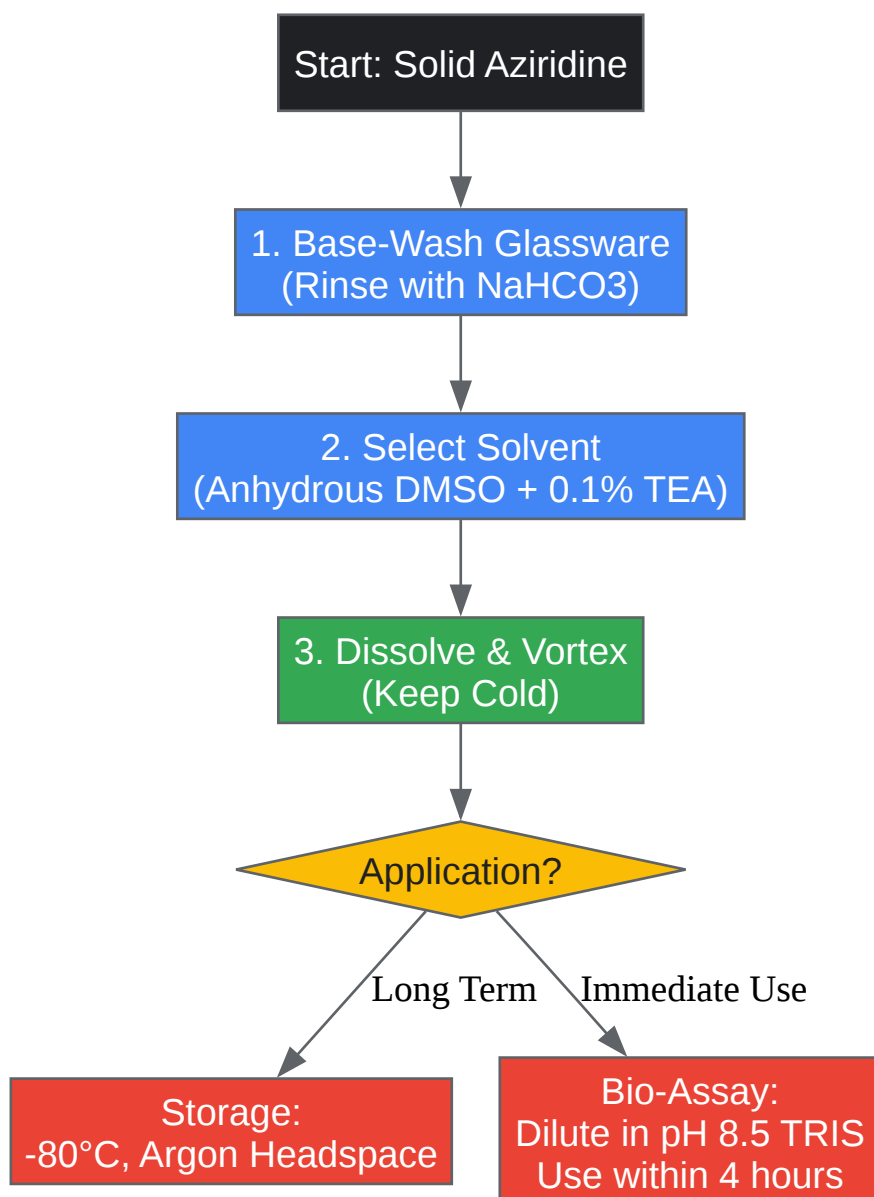 Start: Solid Aziridine
1. Base-Wash Glassware
(Rinse with NaHCO3)
2. Select Solvent
(Anhydrous DMSO + 0.1% TEA)
3. Dissolve & Vortex
(Keep Cold)
Application?
Long Term
Immediate Use
Storage:
-80°C, Argon Headspace
Bio-Assay:
Dilute in pH 8.5 TRIS
Use within 4 hours